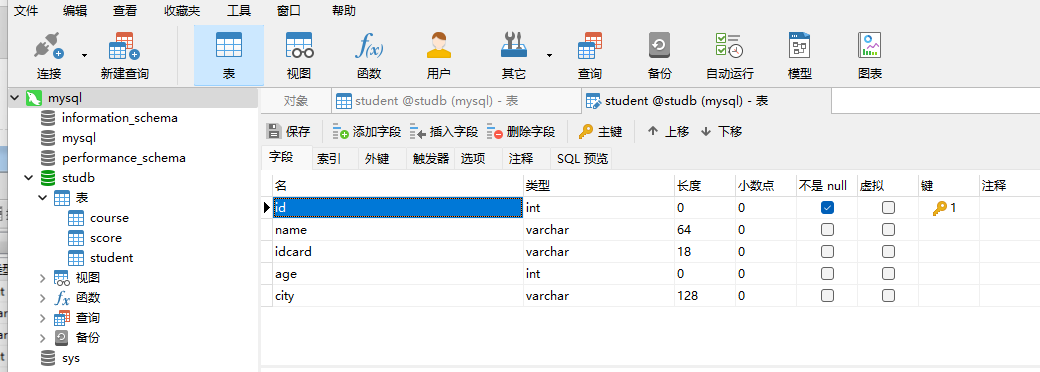 文件 编辑 查看 收藏夹 工具 窗口 帮助
连接 新建查询 表 视图 f(x) 函数 用户 其它 查询 备份 自动运行 模型 图表
mysql
information_schema
mysql
performance_schema
studb
表
course
score
student
视图
fx 函数
查询
备份
sys
对象 student @studb (mysql) - 表 student @studb (mysql) - 表
保存 添加字段 插入字段 删除字段 主键 上移 下移
字段 索引 外键 触发器 选项 注释 SQL 预览
名 类型 长度 小数点 不是 null 虚拟 键 注释
id int 0 0 1
name varchar 64 0
idcard varchar 18 0
age int 0 0
city varchar 128 0